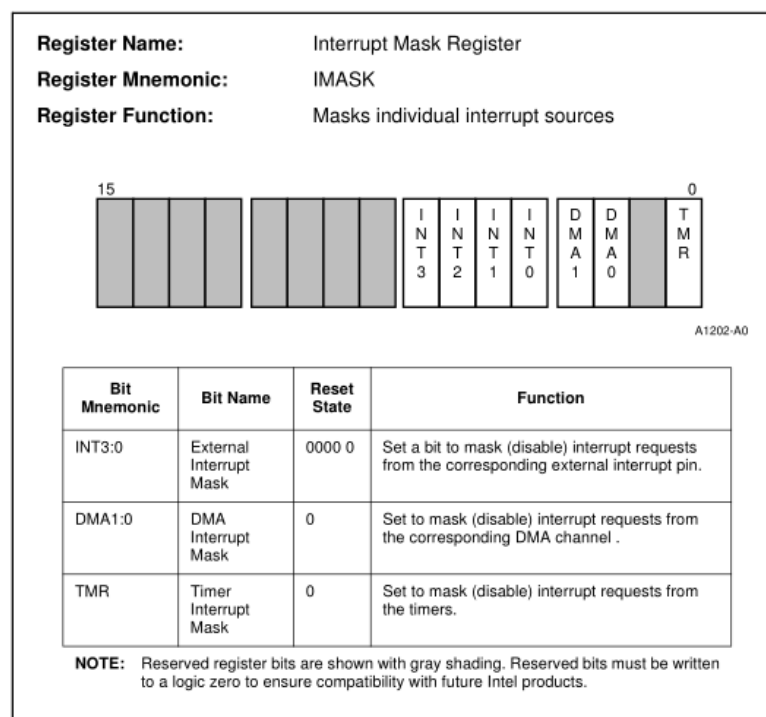 Register Name: Interrupt Mask Register
Register Mnemonic: IMASK
Register Function: Masks individual interrupt sources
15 0
INT3 INT2 INT1 INT0 DMA1 DMA0 TMR
A1202-A0
Bit Mnemonic Bit Name Reset State Function
INT3:0 External Interrupt Mask 0000 0 Set a bit to mask (disable) interrupt requests from the corresponding external interrupt pin.
DMA1:0 DMA Interrupt Mask 0 Set to mask (disable) interrupt requests from the corresponding DMA channel .
TMR Timer Interrupt Mask 0 Set to mask (disable) interrupt requests from the timers.
NOTE: Reserved register bits are shown with gray shading. Reserved bits must be written
to a logic zero to ensure compatibility with future Intel products.